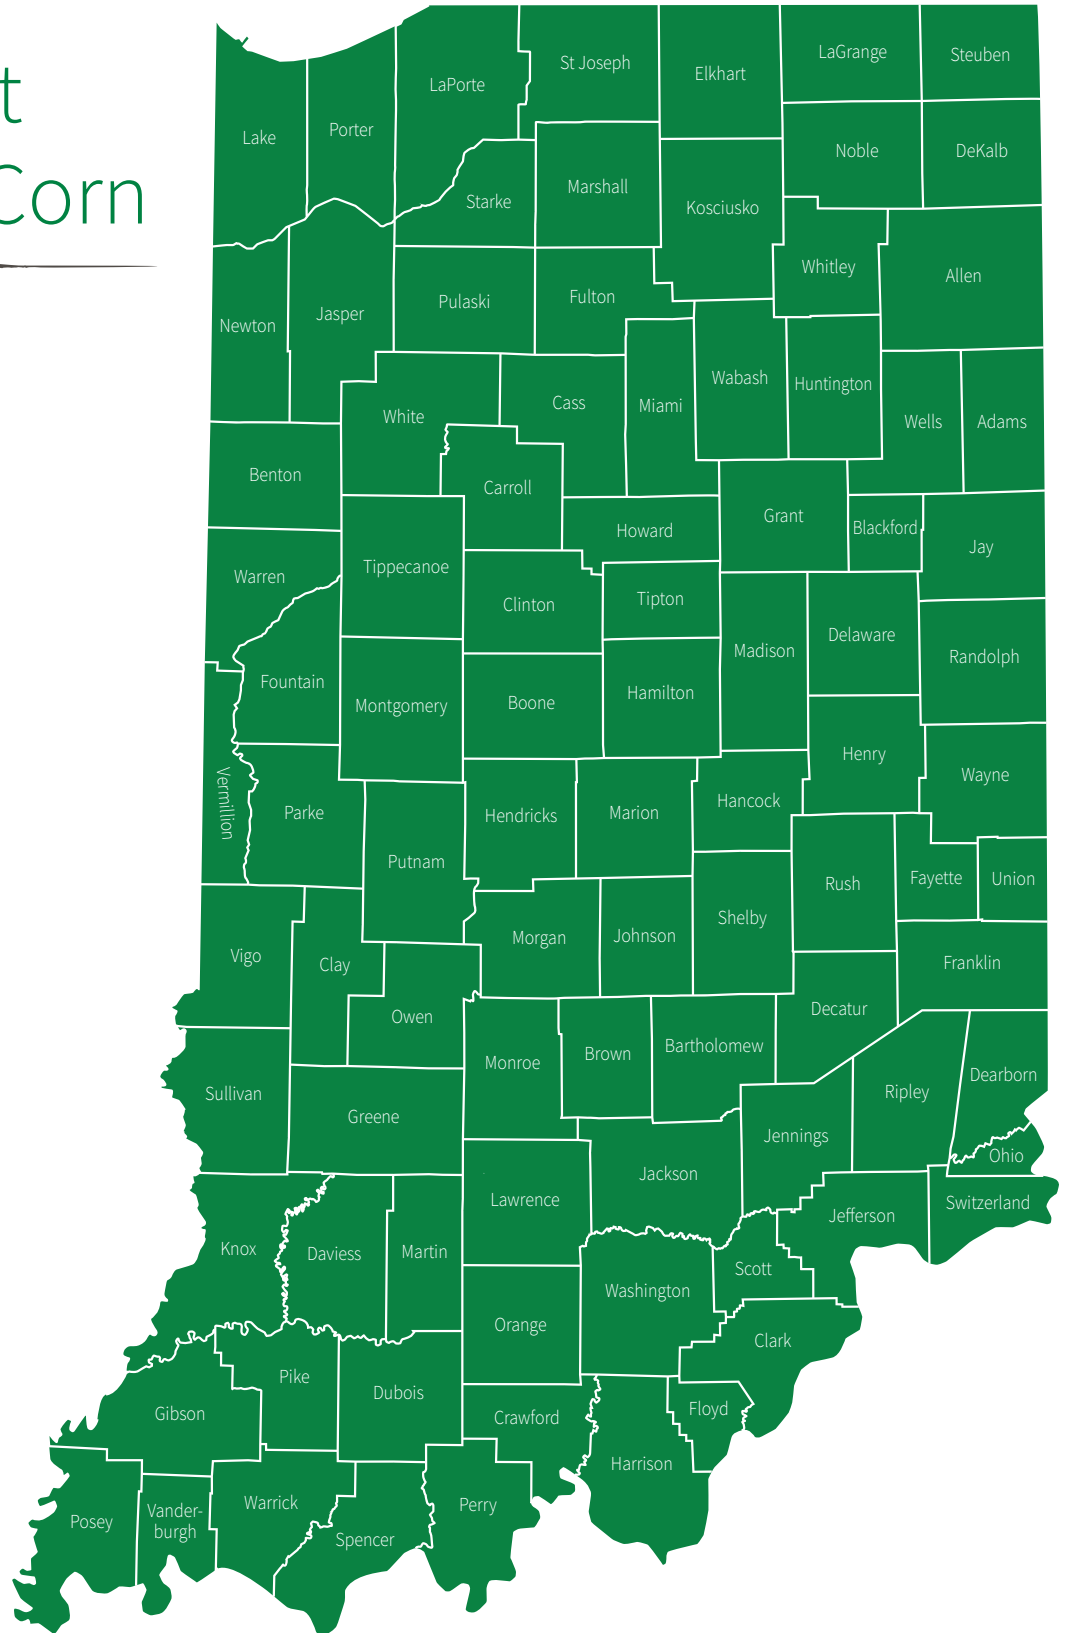 t
Corn
LaGrange
Steuben
St Joseph
Elkhart
LaPorte
Porter
Lake
Noble
DeKalb
Marshall
Starke
Kosciusko
Whitley
Allen
Fulton
Pulaski
Jasper
Newton
Wabash
Huntington
Cass
Miami
White
Wells
Adams
Benton
Carroll
Grant
Howard
Blackford
Jay
Tippecanoe
Warren
Clinton
Tipton
Delaware
Madison
Randolph
Fountain
Hamilton
Boone
Montgomery
Henry
Wayne
Vermillion
Hancock
Parke
Hendricks
Marion
Putnam
Fayette
Union
Rush
Shelby
Morgan
Johnson
Vigo
Clay
Franklin
Decatur
Owen
Bartholomew
Brown
Monroe
Dearborn
Ripley
Sullivan
Greene
Jennings
Ohio
Jackson
Lawrence
Switzerland
Jefferson
Knox
Daviess
Martin
Scott
Washington
Orange
Clark
Pike
Dubois
Floyd
Gibson
Crawford
Harrison
Warrick
Perry
Posey
Vander-
burgh
Spencer